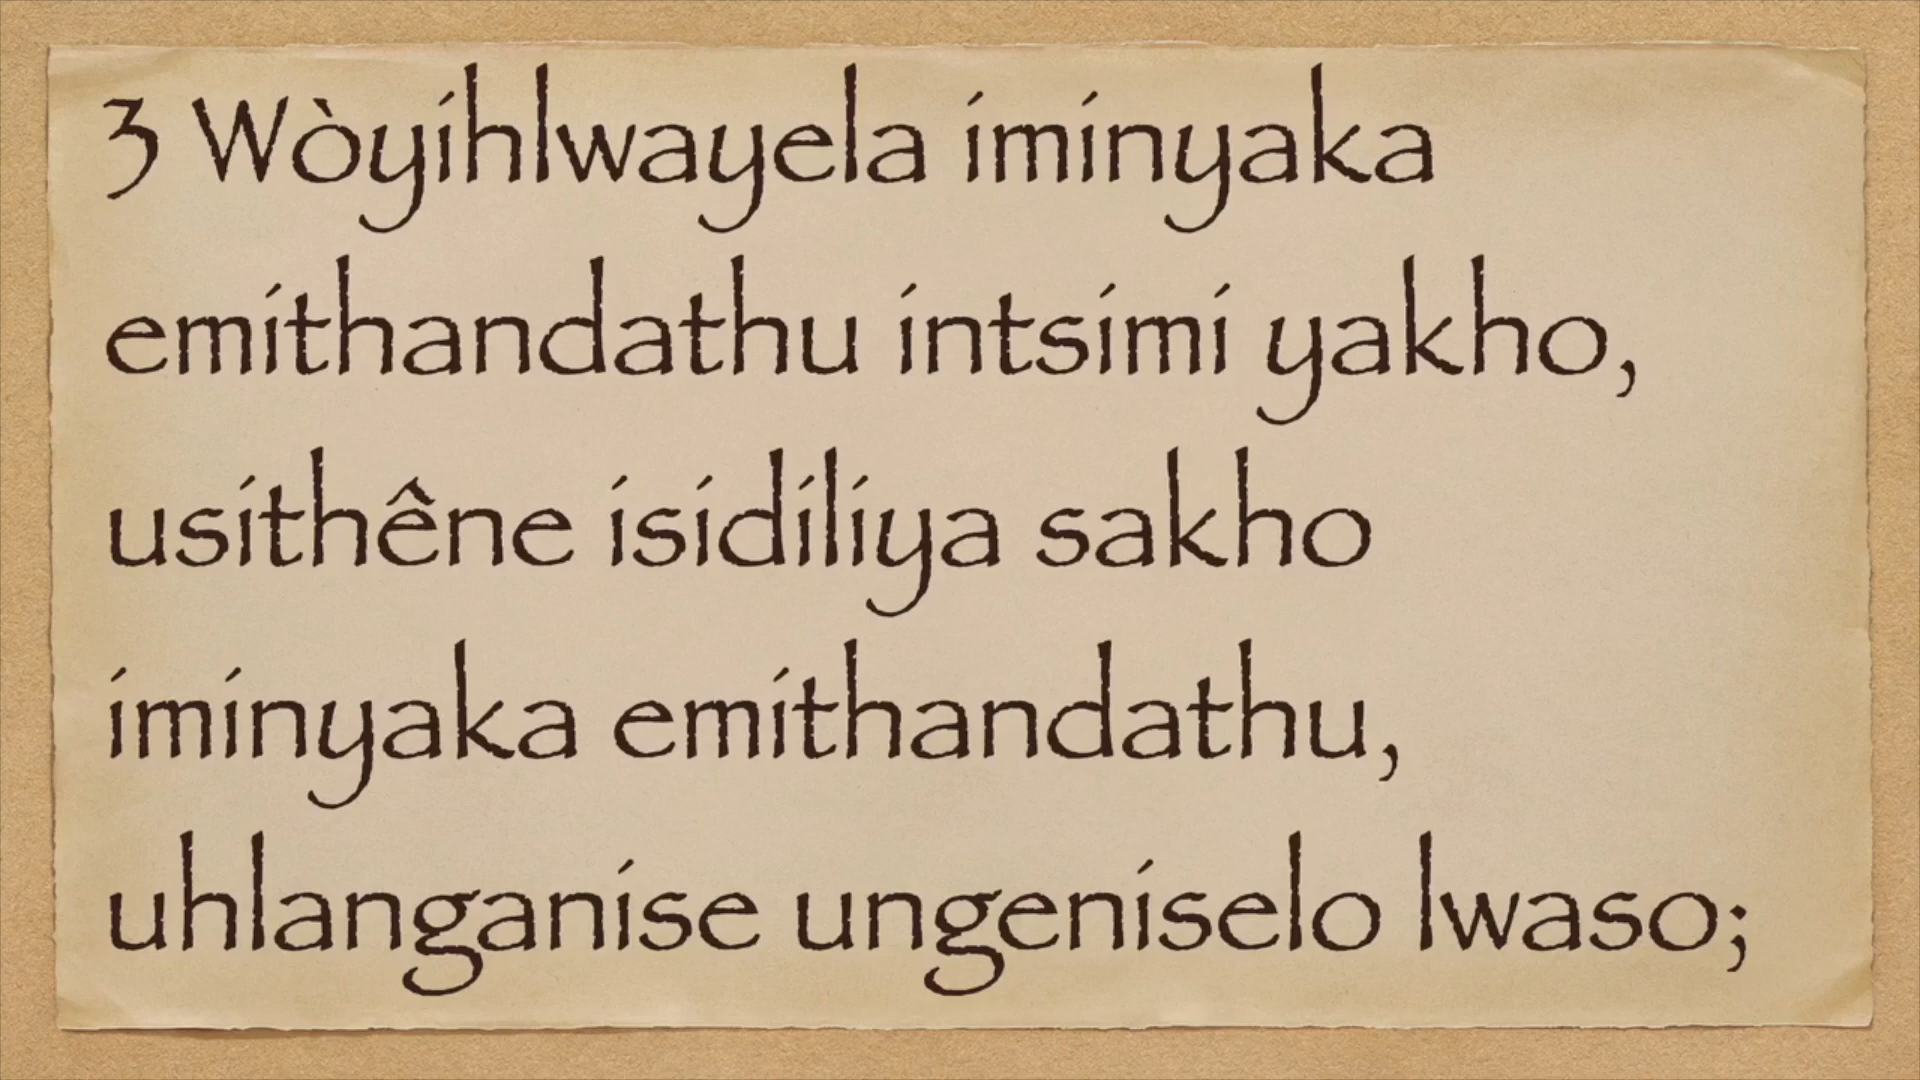 3 Wòyihlwayela iminyaka
emithandathu intsimi yakho,
usithêne isidiliya sakho
iminyaka emithandathu,
uhlanganise ungeniselo lwaso;